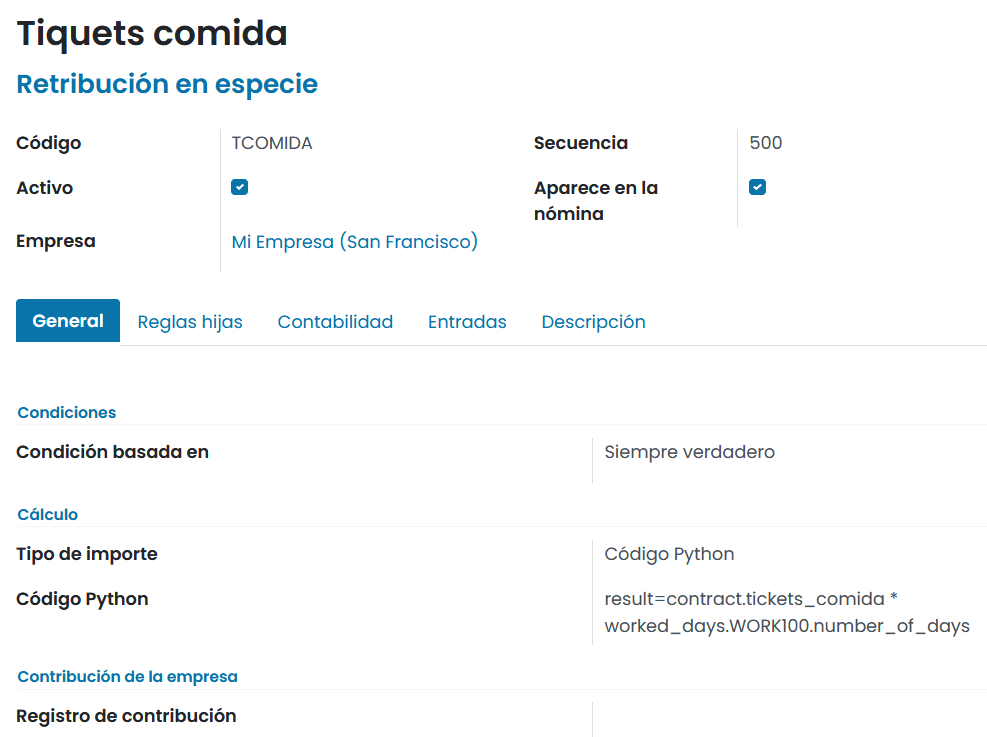 Tiquets comida
Retribución en especie
Código TCOMIDA Secuencia 500
Activo Aparece en la
nómina
Empresa Mi Empresa (San Francisco)
General Reglas hijas Contabilidad Entradas Descripción
Condiciones
Condición basada en Siempre verdadero
Cálculo
Tipo de importe Código Python
Código Python result=contract.tickets_comida *
worked_days.WORK100.number_of_days
Contribución de la empresa
Registro de contribución